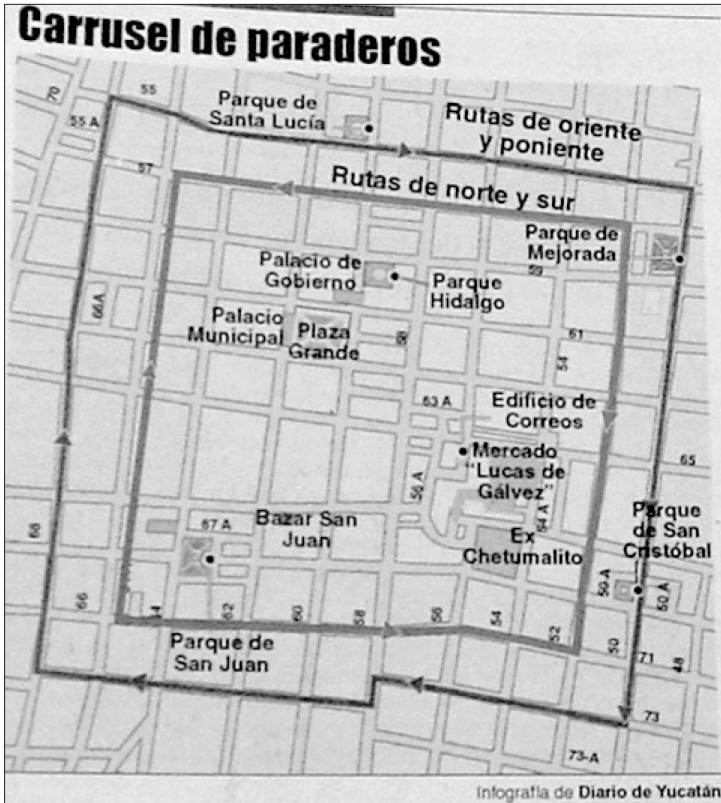 Carrusel de paraderos
70
55
55 A
Parque de
Santa Lucía
Rutas de oriente
y poniente
57
Rutas de norte y sur
Parque de
Mejorada
59
Palacio de
Gobierno
Parque
Hidalgo
66A
Palacio
Municipal
Plaza
Grande
58
61
54
63 A
Edificio de
Correos
65
Mercado
"Lucas de
Gálvez"
56 A
54 A
Parque
de San
Cristóbal
67 A
Bazar San
Juan
Ex
Chetumalito
68
66
50 A
50 A
62
60
58
56
54
52
50
71
48
Parque de
San Juan
73
73-A
Infografía de Diario de Yucatán